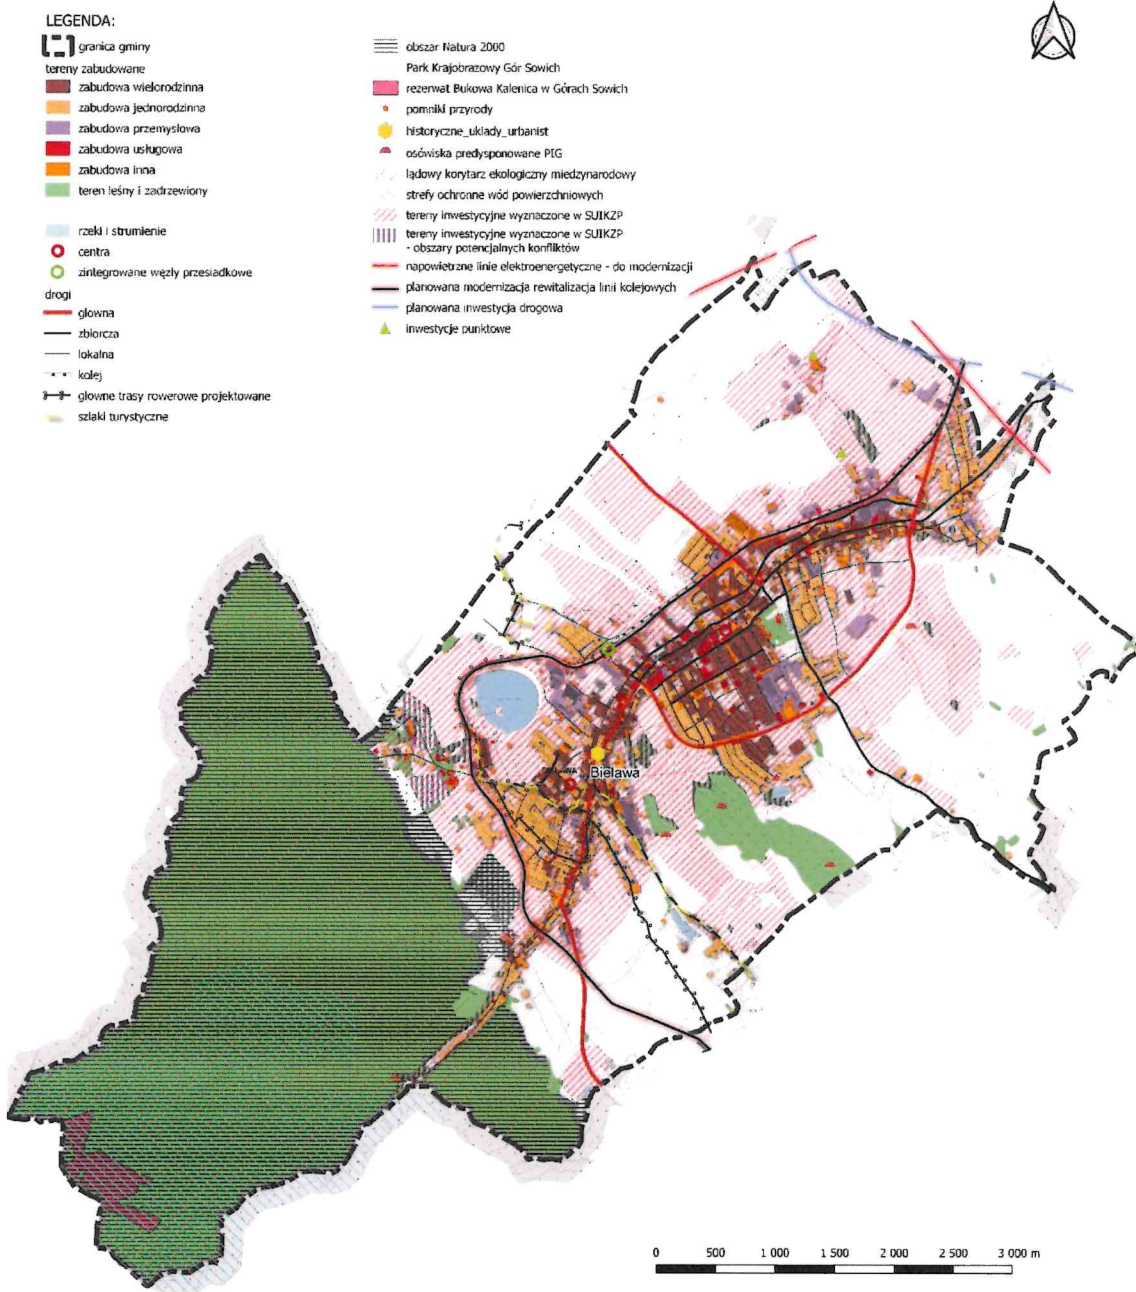 LEGENDA:
granica gminy
tereny zabudowane
zabudowa wielorodzinna
zabudowa jednorodzinna
zabudowa przemysłowa
zabudowa usługowa
zabudowa inna
teren leśny i zadrzewiony
rzeki i strumienie
centra
zintegrowane węzły przesiadkowe
drogi
główna
zbiorcza
lokalna
kolej
główne trasy rowerowe projektowane
szlaki turystyczne
obszar Natura 2000
Park Krajobrazowy Gór Sowich
rezerwat Bukowa Kalenica w Górach Sowich
pomniki przyrody
historyczne_układy_urbanist
osówiska predysponowane PIG
lądowy korytarz ekologiczny miedzynarodowy
strefy ochronne wód powierzchniowych
tereny inwestycyjne wyznaczone w SUIKZP
tereny inwestycyjne wyznaczone w SUIKZP
- obszary potencjalnych konfliktów
napowietrzne linie elektroenergetyczne - do modernizacji
planowana modernizacja rewitalizacja linii kolejowych
planowana inwestycja drogowa
inwestycje punktowe
Bielawa
0 500 1 000 1 500 2 000 2 500 3 000 m